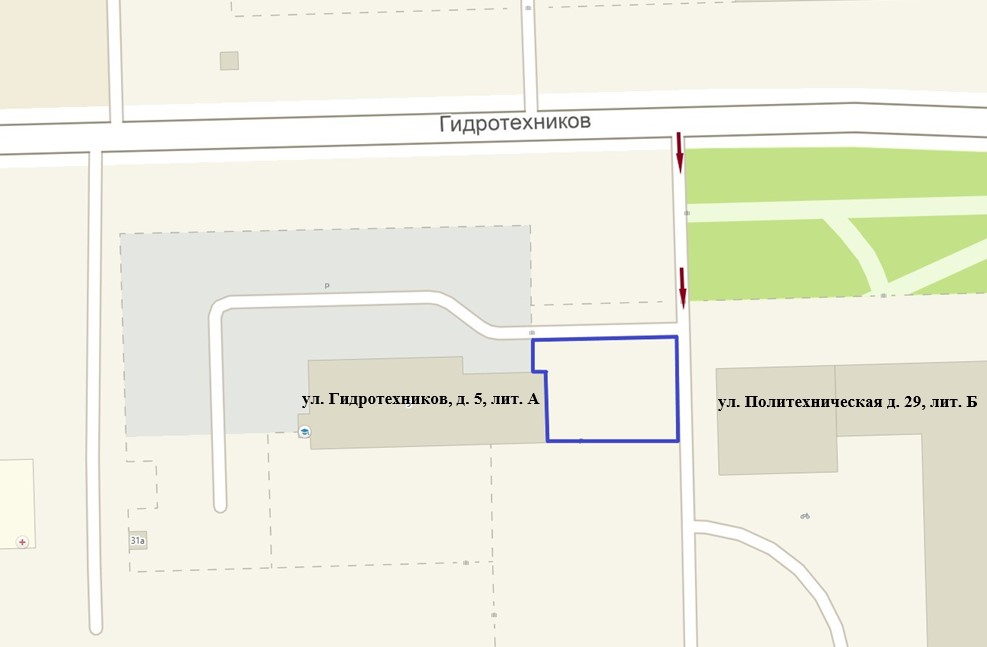 Гидротехников
P
ул. Гидротехников, д. 5, лит. А
ул. Политехническая д. 29, лит. Б
31а